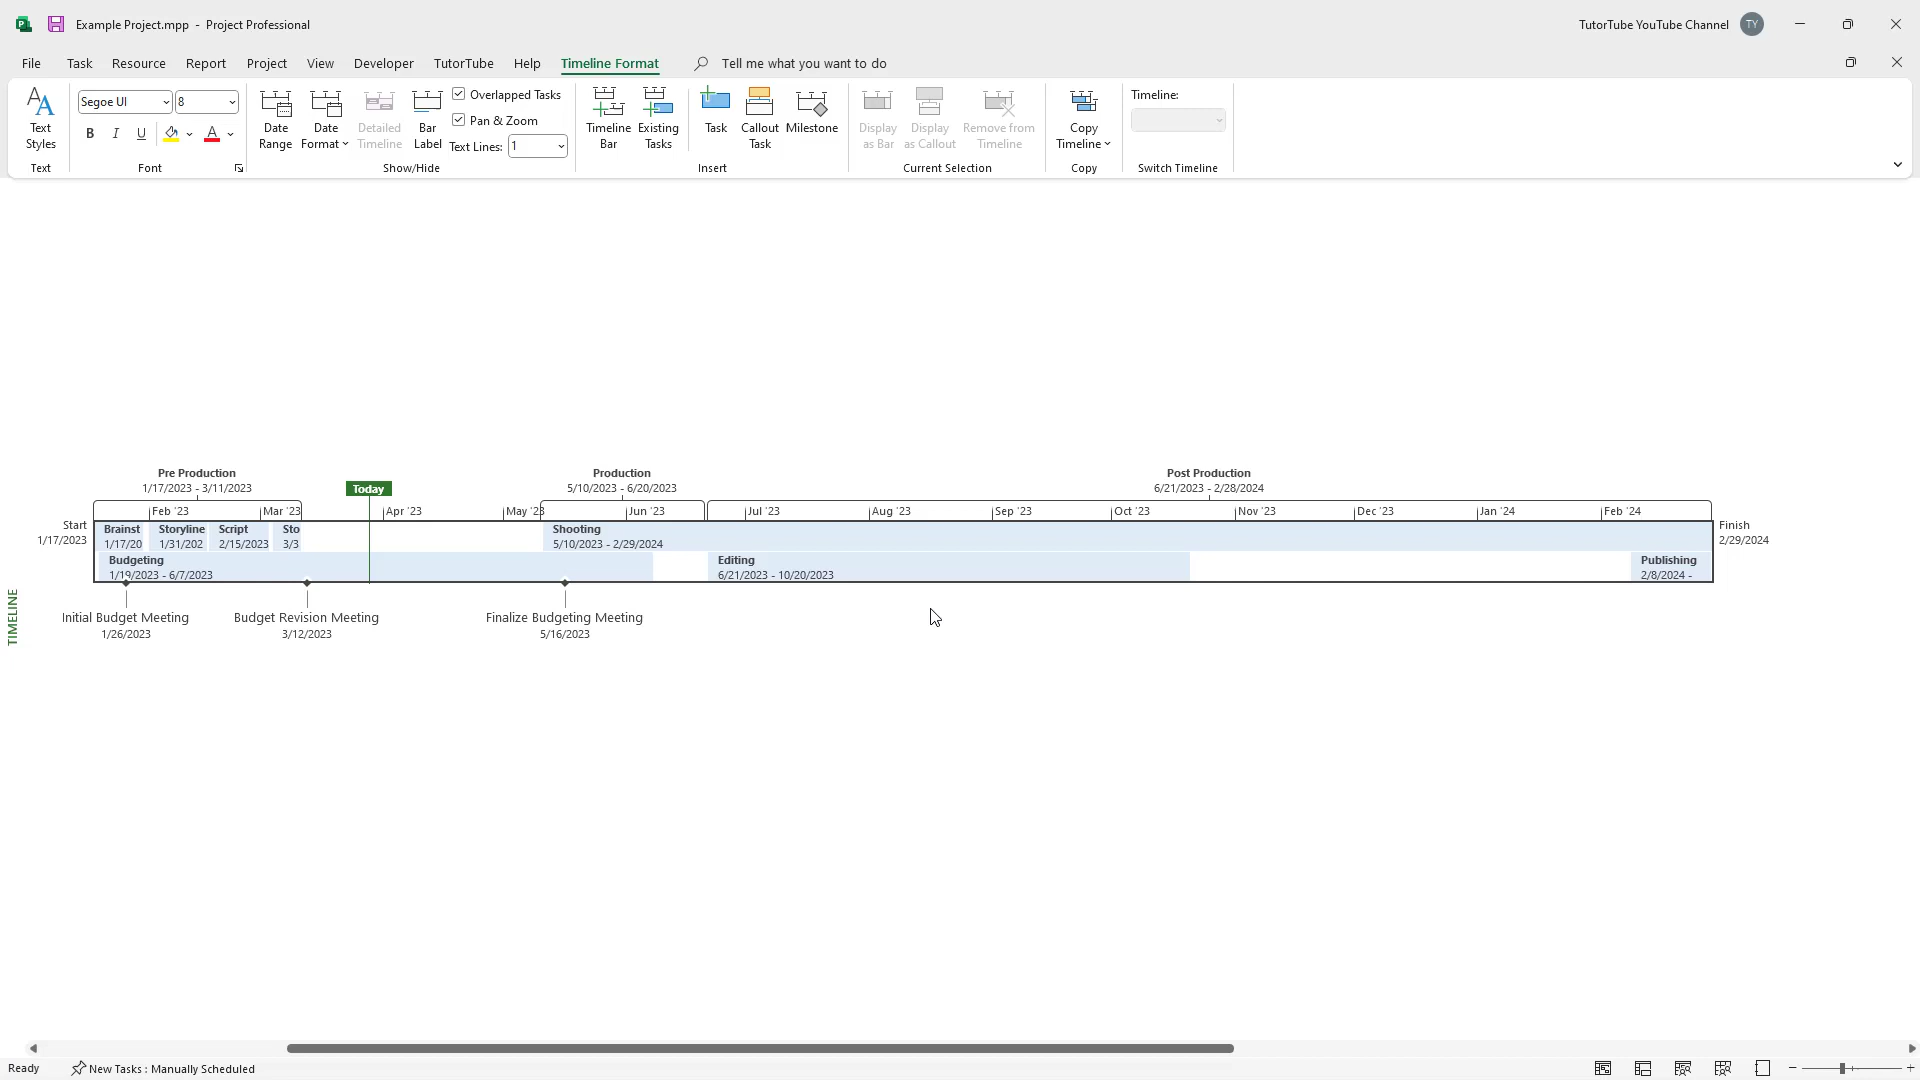 Example Project.mpp - Project Professional
TutorTube YouTube Channel TY
File Task Resource Report Project View Developer TutorTube Help Timeline Format Tell me what you want to do
Text Styles
Text
Segoe UI 8
B I U A
Font
Date Range
Date Format
Detailed Timeline
Bar Label
Overlapped Tasks
Pan & Zoom
Text Lines: 1
Show/Hide
Timeline Bar
Existing Tasks
Task
Callout Task
Milestone
Insert
Display as Bar
Display as Callout
Remove from Timeline
Current Selection
Copy Timeline
Copy
Timeline:
Switch Timeline
Pre Production
1/17/2023 - 3/11/2023
Today
Production
5/10/2023 - 6/20/2023
Post Production
6/21/2023 - 2/28/2024
Feb '23 Mar '23 Apr '23 May '23 Jun '23 Jul '23 Aug '23 Sep '23 Oct '23 Nov '23 Dec '23 Jan '24 Feb '24
Start
1/17/2023
Brainst
1/17/20
Storyline
1/31/202
Script
2/15/2023
Sto
3/3
Shooting
5/10/2023 - 2/29/2024
Finish
2/29/2024
Budgeting
1/19/2023 - 6/7/2023
Editing
6/21/2023 - 10/20/2023
Publishing
2/8/2024 -
Initial Budget Meeting
1/26/2023
Budget Revision Meeting
3/12/2023
Finalize Budgeting Meeting
5/16/2023
TIMELINE
Ready New Tasks : Manually Scheduled